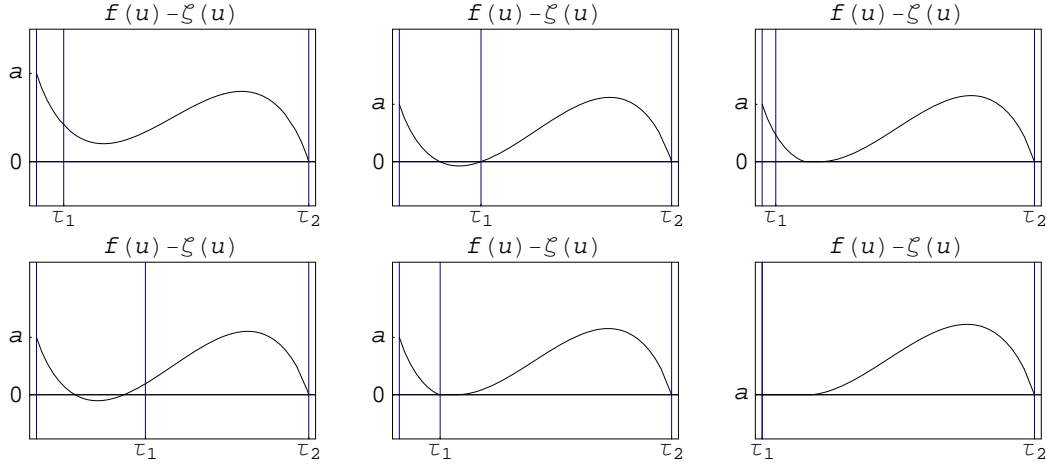 f(u)-ζ(u) f(u)-ζ(u) f(u)-ζ(u)
a a a
0 0 0
τ₁ τ₂ τ₁ τ₂ τ₁ τ₂
f(u)-ζ(u) f(u)-ζ(u) f(u)-ζ(u)
a a
0 0 a
τ₁ τ₂ τ₁ τ₂ τ₁ τ₂